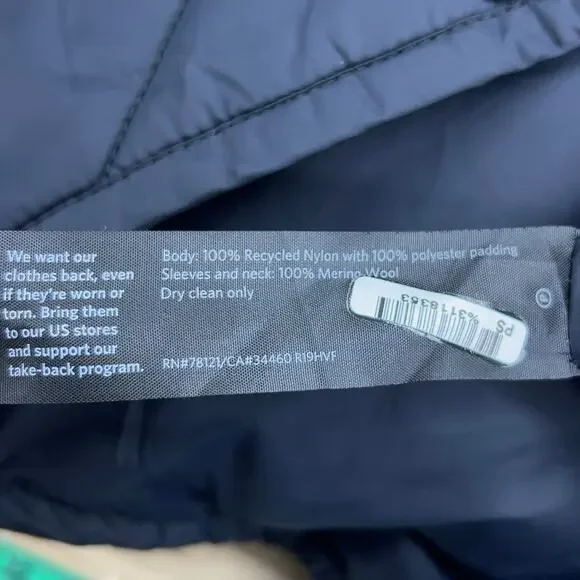 We want our
clothes back, even
if they're worn or
torn. Bring them
to our US stores
and support our
take-back program.
Body: 100% Recycled Nylon with 100% polyester padding
Sleeves and neck: 100% Merino Wool
Dry clean only
RN#78121/CA#34460 R19HVF
P
PS
%3118383